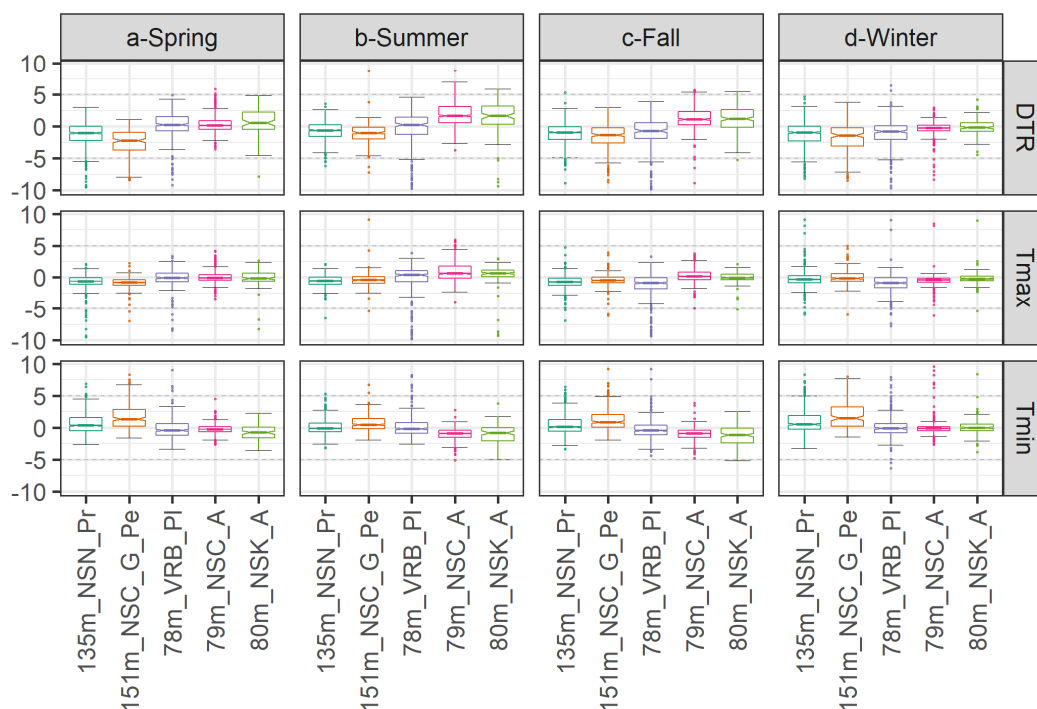 a-Spring
b-Summer
c-Fall
d-Winter
10
5
0
-5
-10
DTR
10
5
0
-5
-10
Tmax
10
5
0
-5
-10
Tmin
135m_NSN_Pr
151m_NSC_G_Pe
78m_VRB_Pl
79m_NSC_A
80m_NSK_A
135m_NSN_Pr
151m_NSC_G_Pe
78m_VRB_Pl
79m_NSC_A
80m_NSK_A
135m_NSN_Pr
151m_NSC_G_Pe
78m_VRB_Pl
79m_NSC_A
80m_NSK_A
135m_NSN_Pr
151m_NSC_G_Pe
78m_VRB_Pl
79m_NSC_A
80m_NSK_A